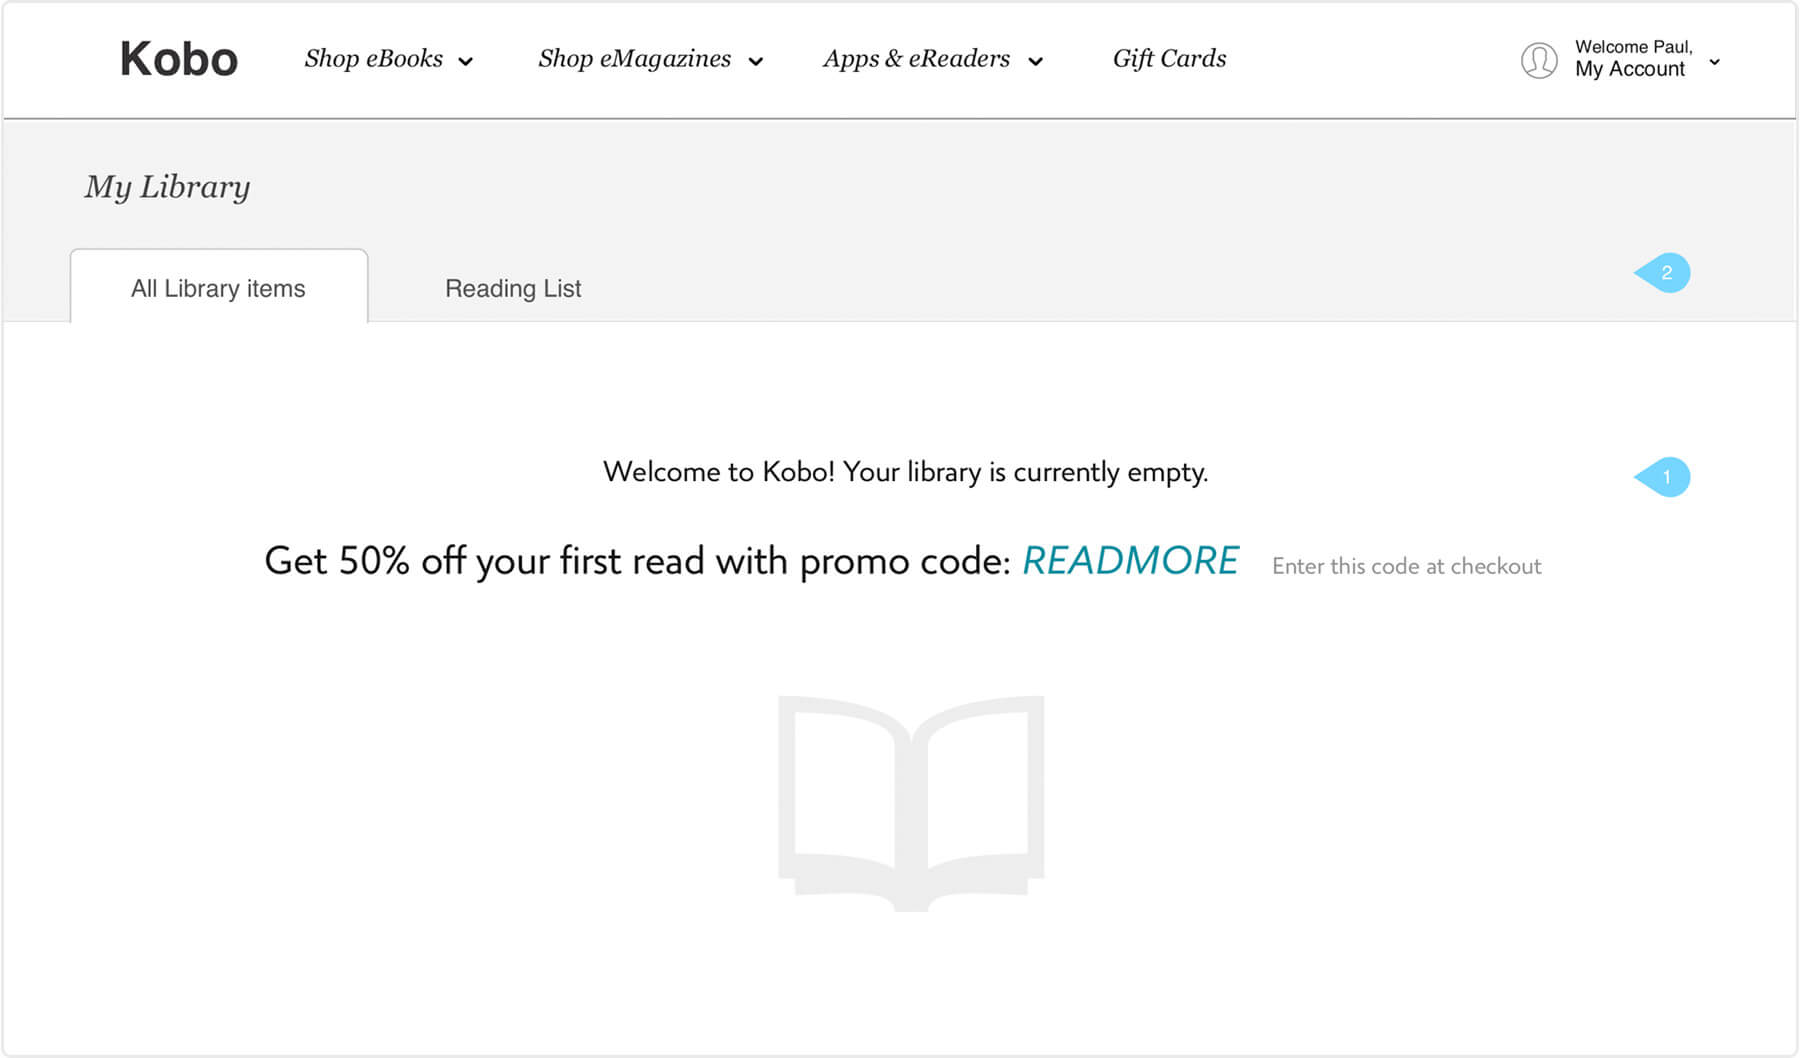 Kobo
Shop eBooks
Shop eMagazines
Apps & eReaders
Gift Cards
Welcome Paul,
My Account
My Library
All Library items
Reading List
2
Welcome to Kobo! Your library is currently empty.
1
Get 50% off your first read with promo code: READMORE Enter this code at checkout